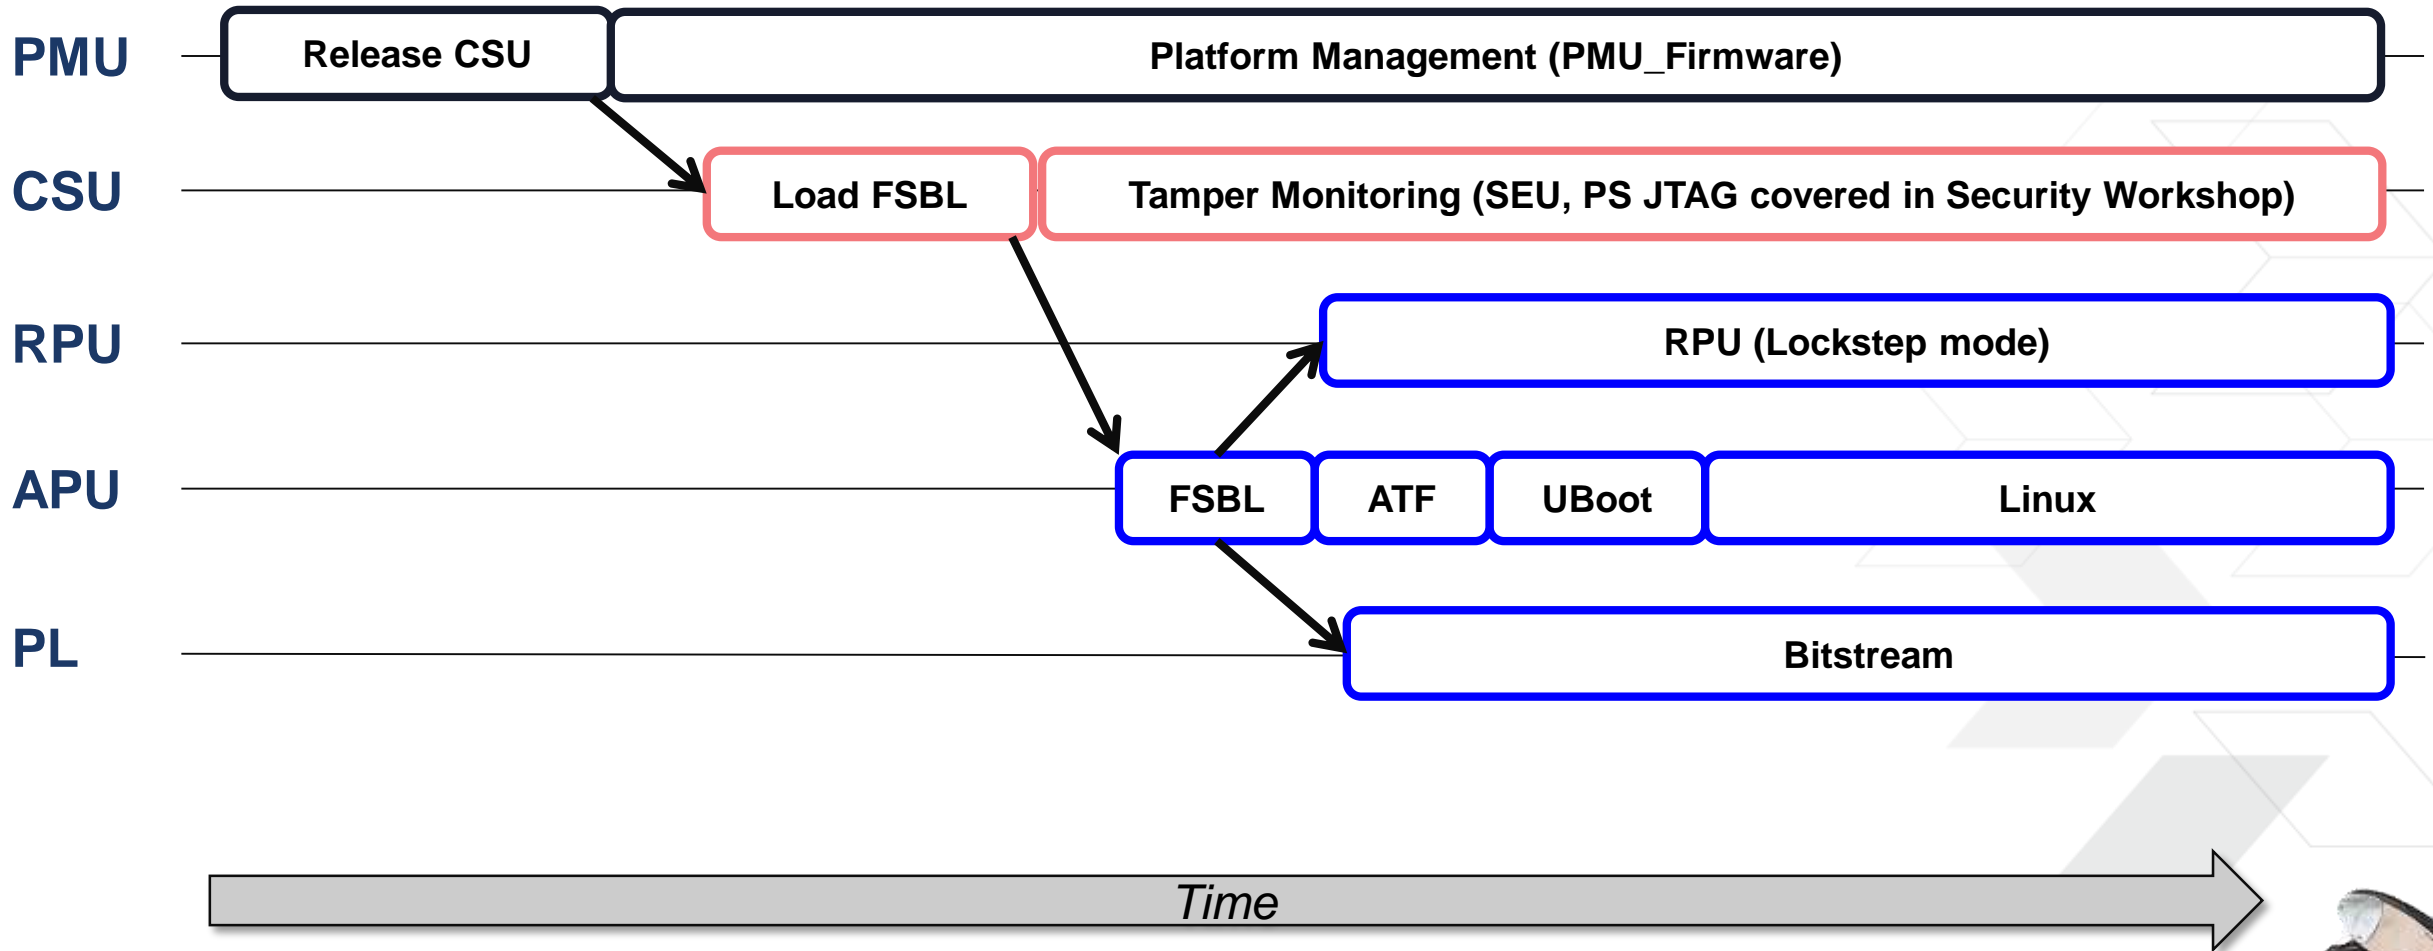 PMU
Release CSU
Platform Management (PMU_Firmware)
CSU
Load FSBL
Tamper Monitoring (SEU, PS JTAG covered in Security Workshop)
RPU
RPU (Lockstep mode)
APU
FSBL
ATF
UBoot
Linux
PL
Bitstream
Time